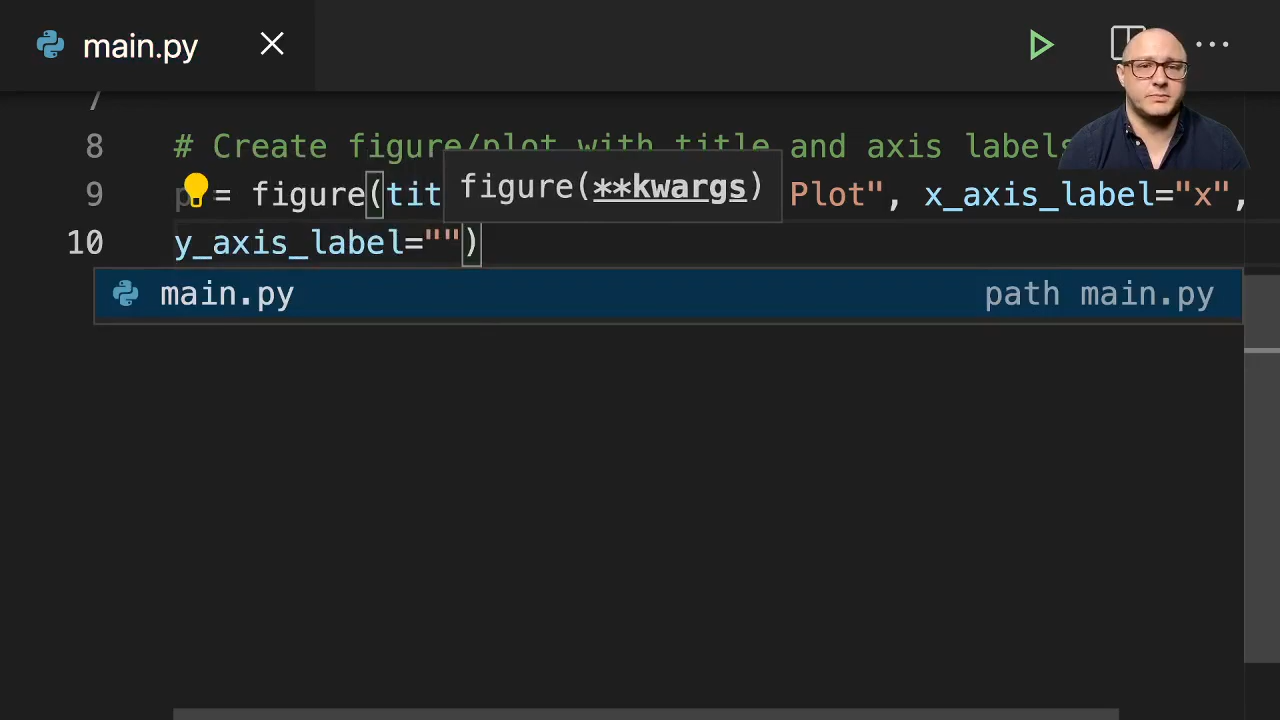 main.py
7
8 # Create figure/plot with title and axis labels
9 p = figure(tit figure(**kwargs) Plot", x_axis_label="x",
10 y_axis_label="")
main.py path main.py